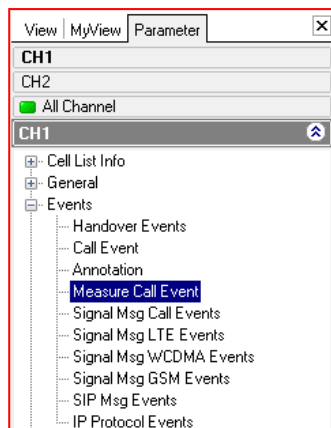 View MyView Parameter
CH1
CH2
All Channel
CH1
Cell List Info
General
Events
Handover Events
Call Event
Annotation
Measure Call Event
Signal Msg Call Events
Signal Msg LTE Events
Signal Msg WCDMA Events
Signal Msg GSM Events
SIP Msg Events
IP Protocol Events